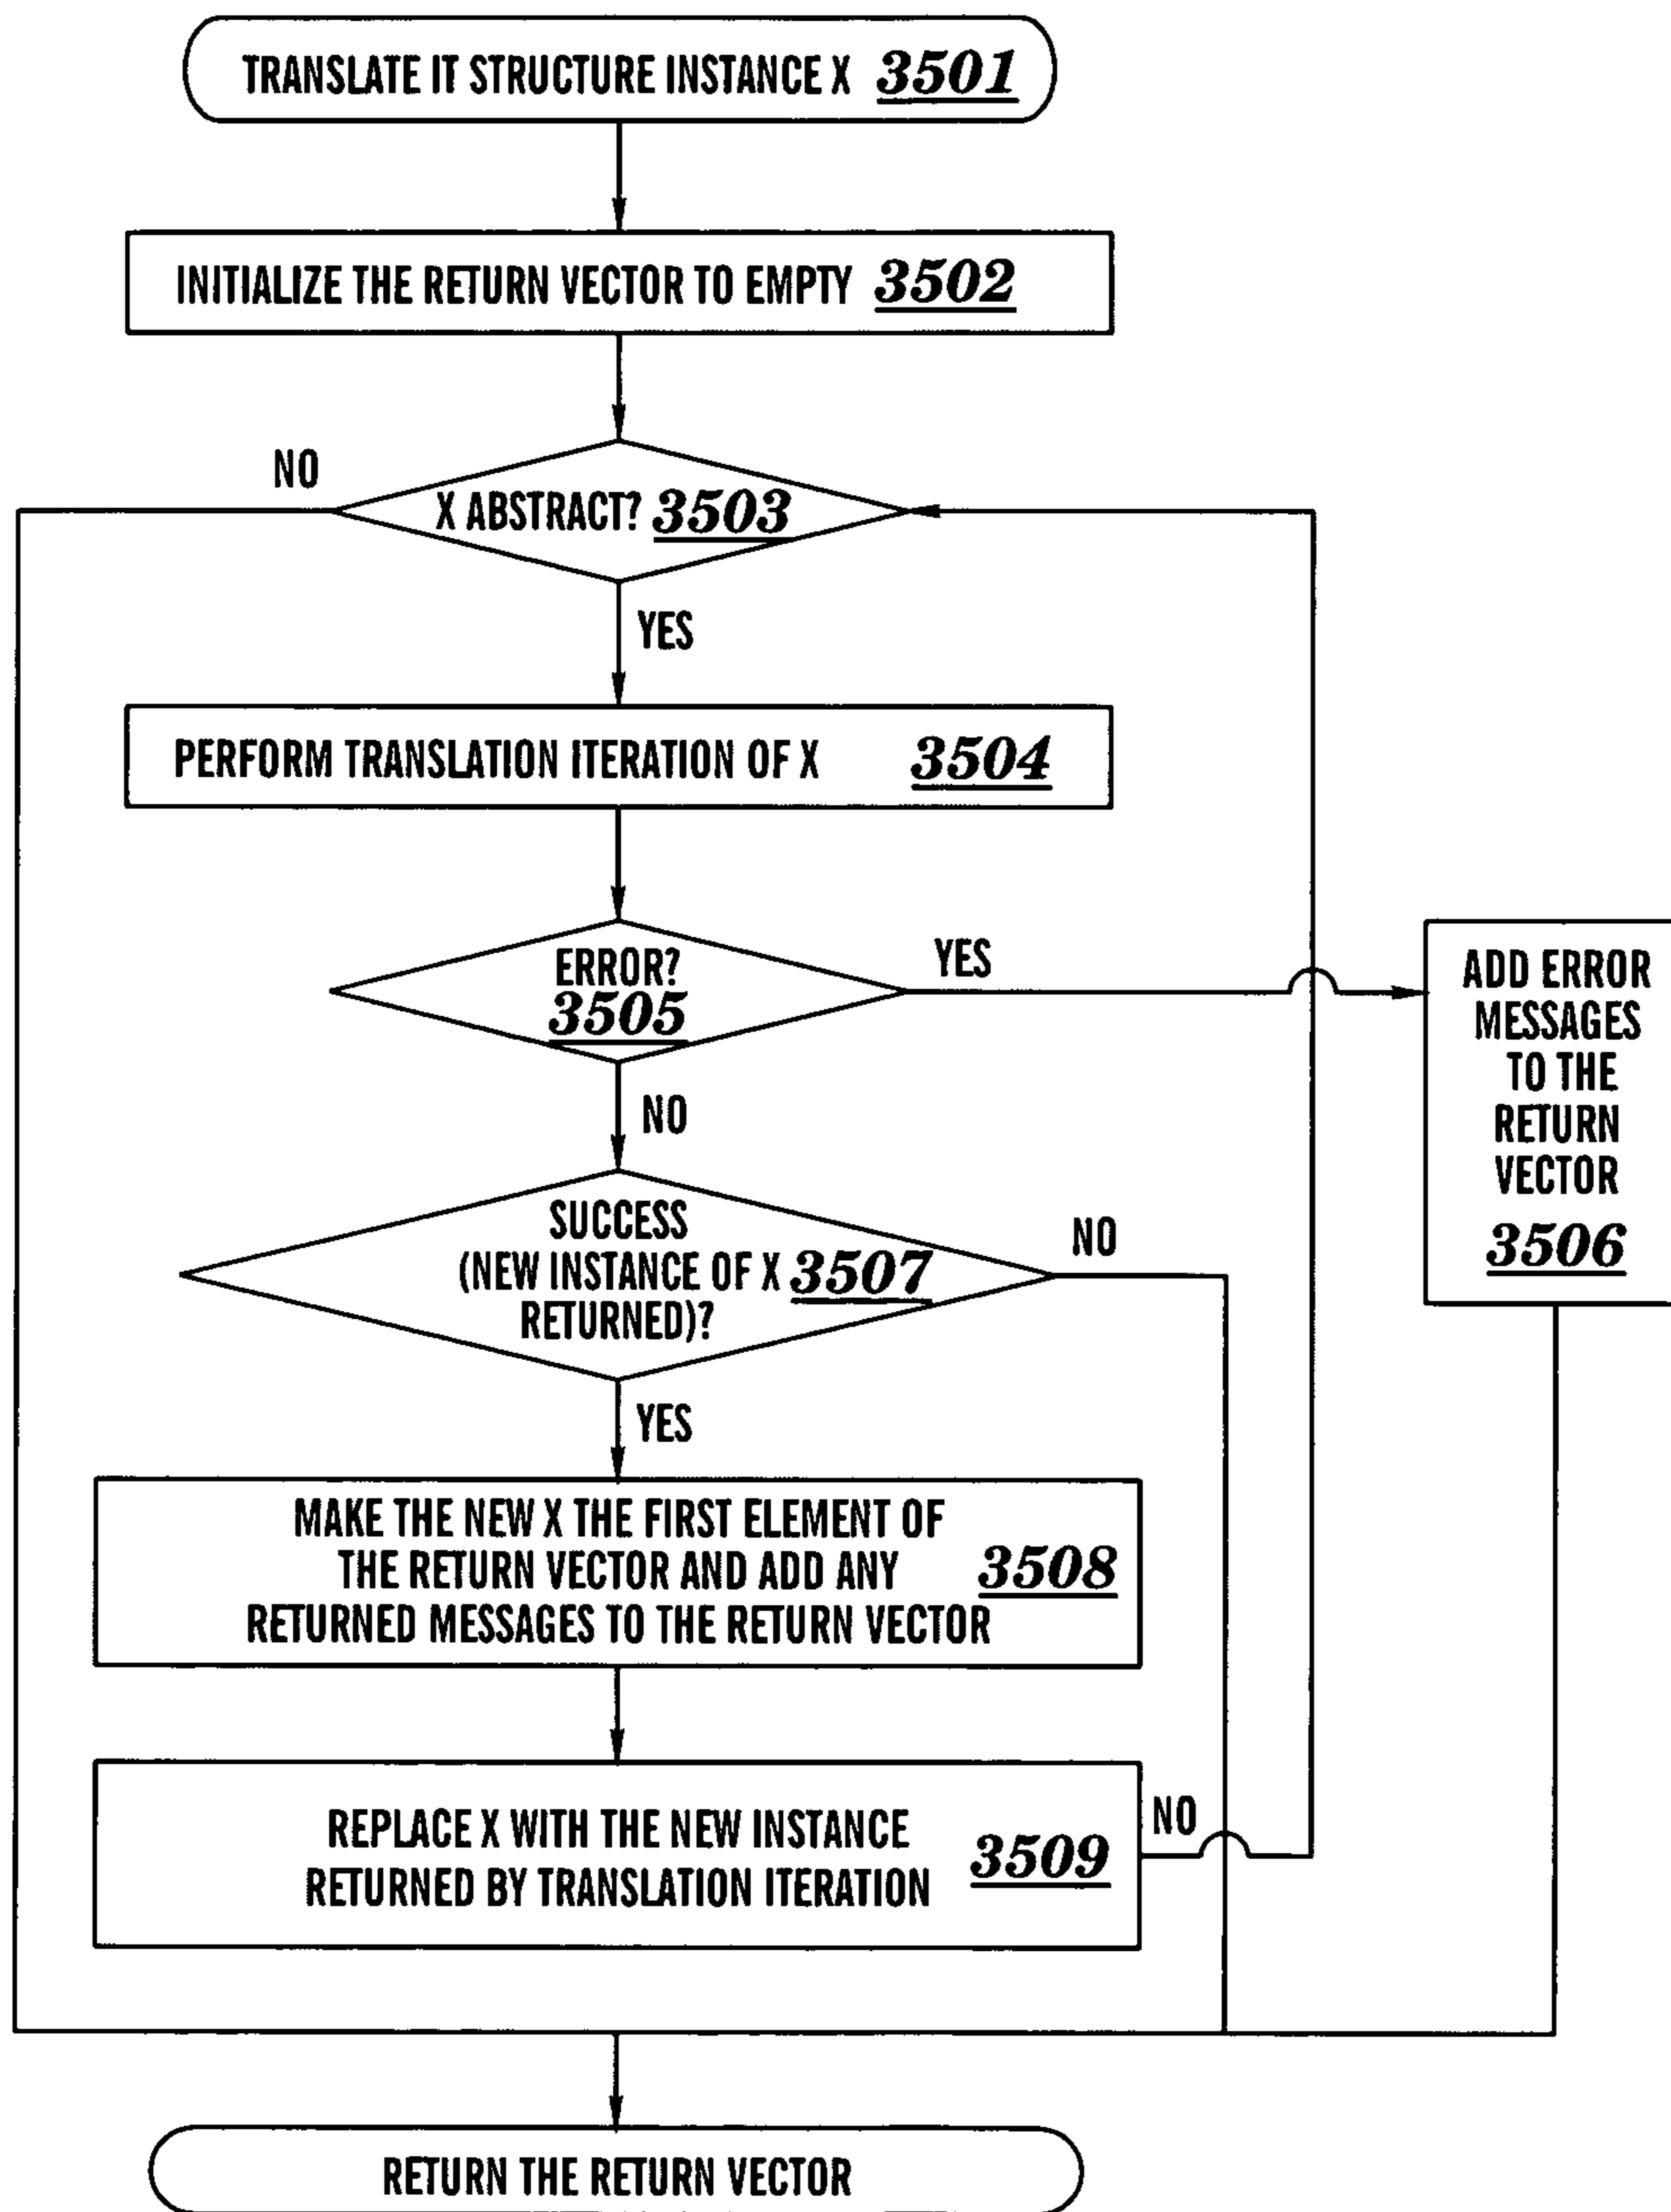 TRANSLATE IT STRUCTURE INSTANCE X 3501
INITIALIZE THE RETURN VECTOR TO EMPTY 3502
NO
X ABSTRACT? 3503
YES
PERFORM TRANSLATION ITERATION OF X 3504
ERROR?
3505
YES
NO
ADD ERROR
MESSAGES
TO THE
RETURN
VECTOR
3506
SUCCESS
(NEW INSTANCE OF X 3507
RETURNED)?
NO
YES
MAKE THE NEW X THE FIRST ELEMENT OF
THE RETURN VECTOR AND ADD ANY 3508
RETURNED MESSAGES TO THE RETURN VECTOR
REPLACE X WITH THE NEW INSTANCE
RETURNED BY TRANSLATION ITERATION 3509
NO
RETURN THE RETURN VECTOR